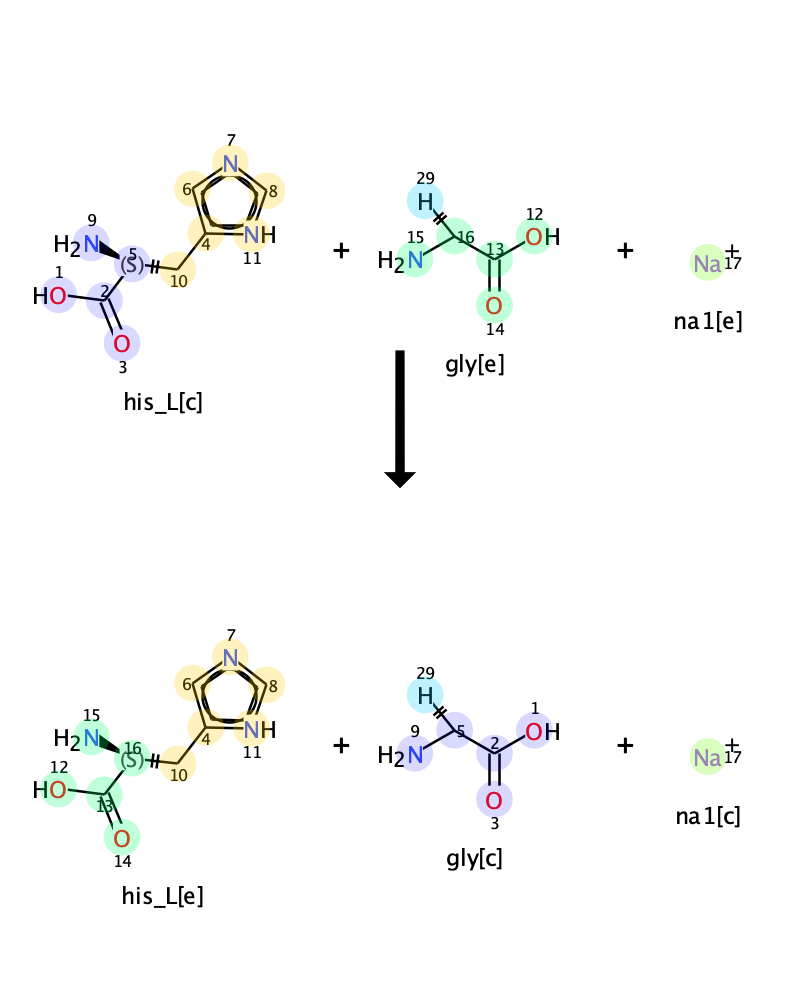 7
6
N
8
9
H₂N
5
(S)
4
NH
11
10
1
HO
2
O
3
his_L[c]
+
29
H
15
H₂N
16
13
12
OH
O
14
gly[e]
+
Na+
17
na1[e]
7
6
N
8
15
H₂N
16
(S)
4
NH
11
10
12
HO
13
O
14
his_L[e]
+
29
H
9
H₂N
5
2
1
OH
O
3
gly[c]
+
Na+
17
na1[c]